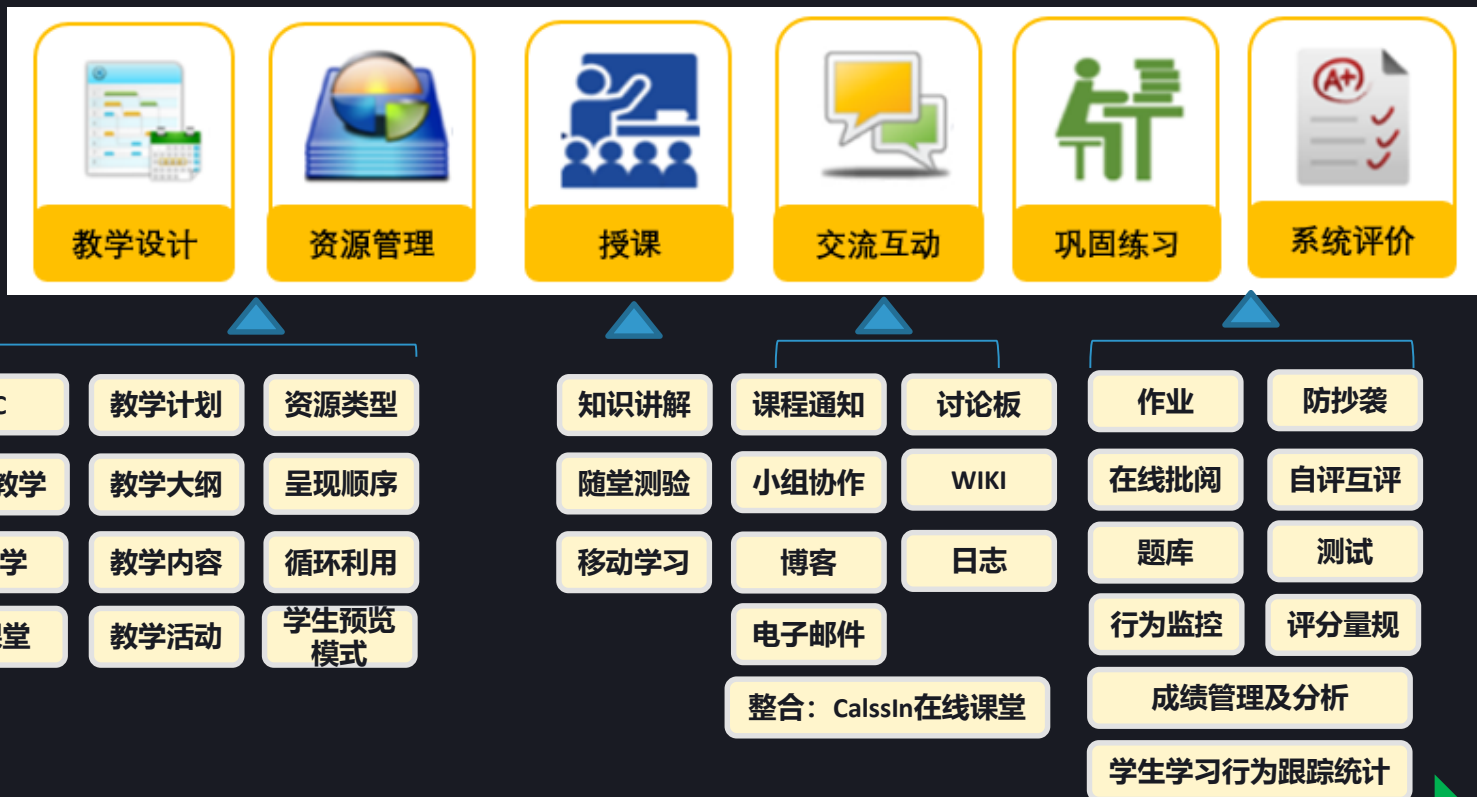 A+
教学设计
资源管理
授课
交流互动
巩固练习
系统评价
C
教学计划
资源类型
知识讲解
课程通知
讨论板
作业
防抄袭
教学
教学大纲
呈现顺序
随堂测验
小组协作
WIKI
在线批阅
自评互评
学
教学内容
循环利用
移动学习
博客
日志
题库
测试
堂
教学活动
学生预览
模式
电子邮件
行为监控
评分量规
整合：CalssIn在线课堂
成绩管理及分析
学生学习行为跟踪统计